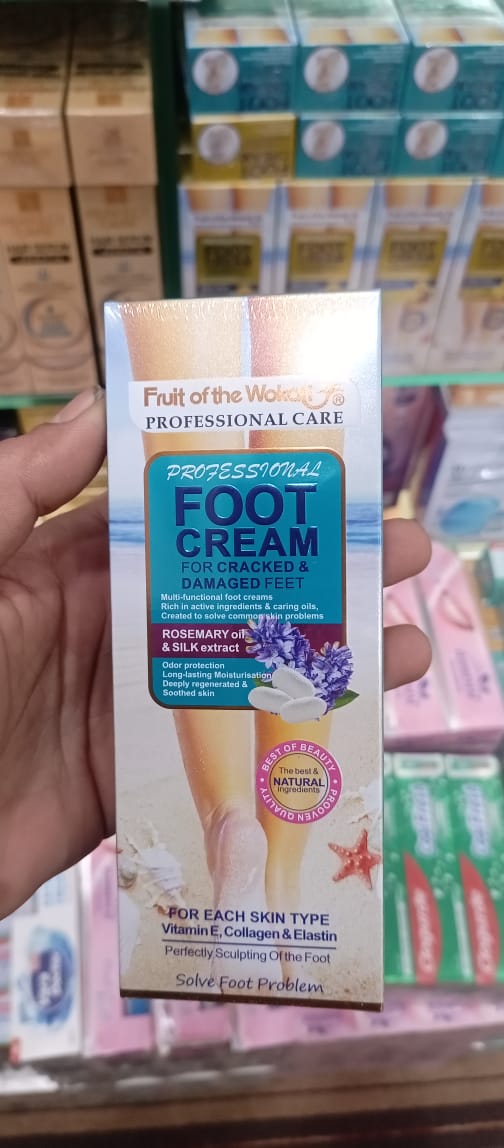 Fruit of the Wokali®
PROFESSIONAL CARE
PROFESSIONAL
FOOT
CREAM
FOR CRACKED &
DAMAGED FEET
Multi-functional foot creams
Rich in active ingredients & caring oils,
Created to solve common skin problems
ROSEMARY oil
& SILK extract
Odor protection
Long-lasting Moisturisation
Deeply regenerated &
Soothed skin
BEST OF BEAUTY
The best &
NATURAL
ingredients
PROOVEN QUALITY
FOR EACH SKIN TYPE
Vitamin E, Collagen & Elastin
Perfectly Sculpting Of the Foot
Solve Foot Problem